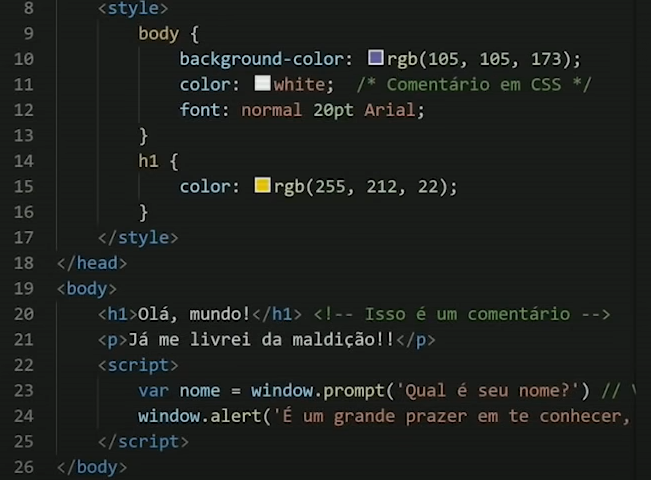 8 <style>
9 body {
10 background-color: rgb(105, 105, 173);
11 color: white; /* Comentário em CSS */
12 font: normal 20pt Arial;
13 }
14 h1 {
15 color: rgb(255, 212, 22);
16 }
17 </style>
18 </head>
19 <body>
20 <h1>Olá, mundo!</h1> <!-- Isso é um comentário -->
21 <p>Já me livrei da maldição!!</p>
22 <script>
23 var nome = window.prompt('Qual é seu nome?') //
24 window.alert('É um grande prazer em te conhecer,
25 </script>
26 </body>